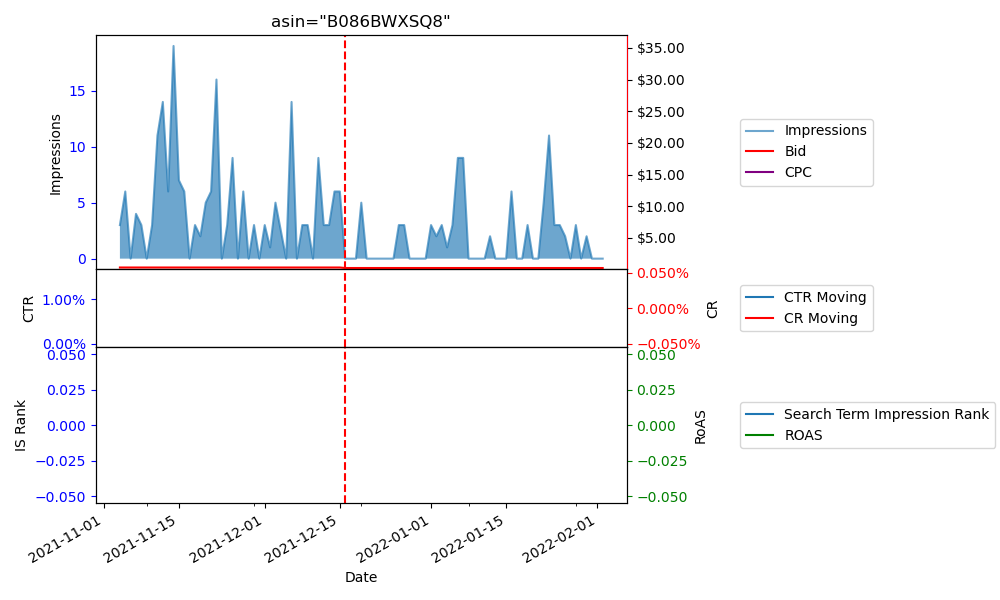 asin="B086BWXSQ8"
Impressions
15
10
5
0
$35.00
$30.00
$25.00
$20.00
$15.00
$10.00
$5.00
Impressions
Bid
CPC
CTR
1.00%
0.00%
0.050%
0.000%
−0.050%
CR
CTR Moving
CR Moving
IS Rank
0.050
0.025
0.000
−0.025
−0.050
0.050
0.025
0.000
−0.025
−0.050
RoAS
Search Term Impression Rank
ROAS
2021-11-01
2021-11-15
2021-12-01
2021-12-15
2022-01-01
2022-01-15
2022-02-01
Date